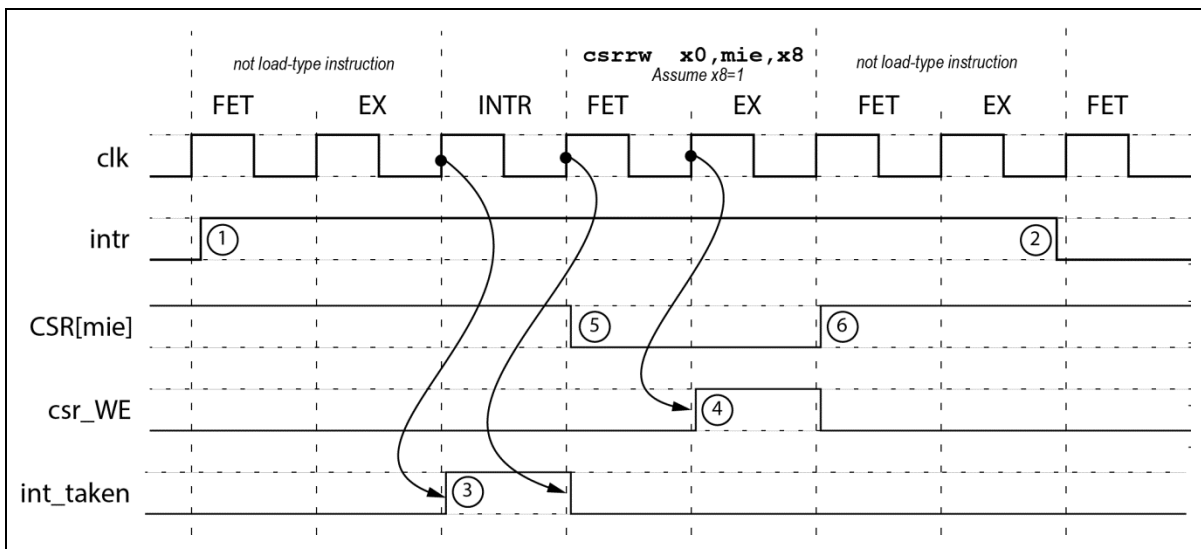 csrrw x0,mie,x8
not load-type instruction Assume x8=1 not load-type instruction
FET EX INTR FET EX FET EX FET
clk
intr 1 2
CSR[mie] 5 6
csr_WE 4
int_taken 3